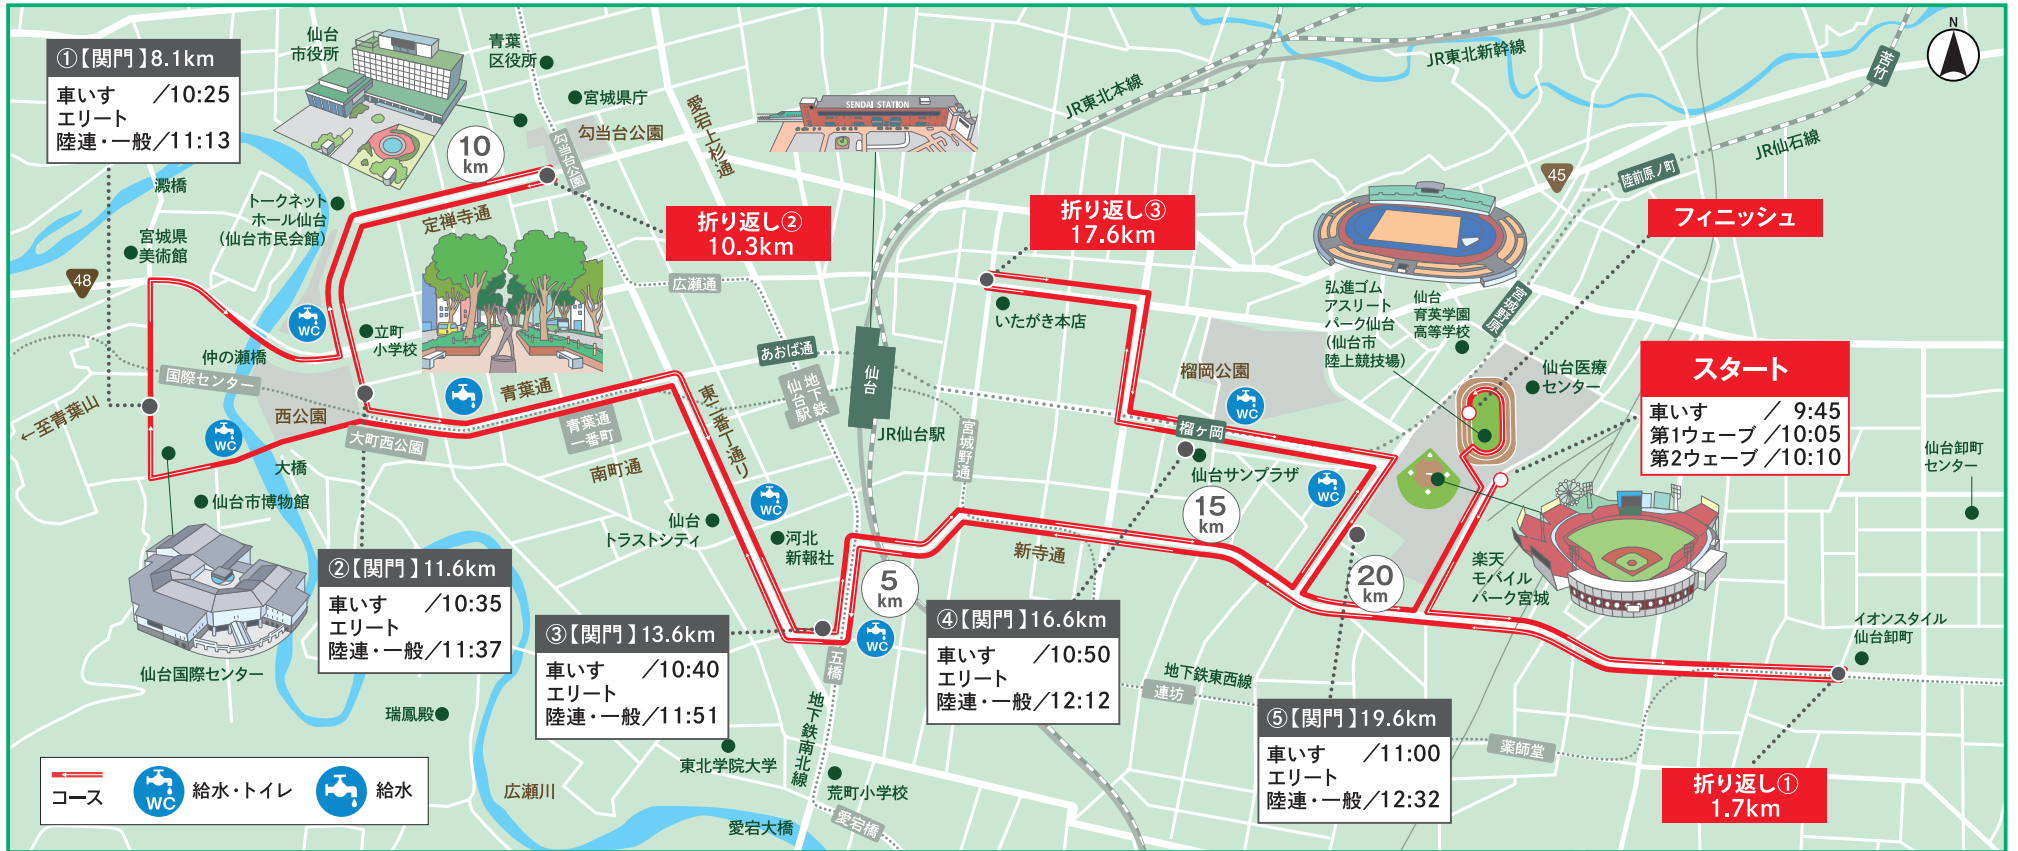 ①【関門】8.1km
車いす ／10:25
エリート
陸連・一般／11:13
仙台
市役所
青葉
区役所
宮城県庁
勾当台公園
勾当台公園
愛宕上杉通
SENDAI STATION
JR東北本線
JR東北新幹線
苦竹
N
JR仙石線
陸前原ノ町
45
10
km
澱橋
トークネット
ホール仙台
(仙台市民会館)
定禅寺通
宮城県
美術館
48
折り返し②
10.3km
折り返し③
17.6km
フィニッシュ
広瀬通
いたがき本店
弘進ゴム
アスリート
パーク仙台
(仙台市
陸上競技場)
仙台
育英学園
高等学校
宮城野原
WC
立町
小学校
仲の瀬橋
国際センター
西公園
←至青葉山
青葉通
あおば通
地下鉄
仙台駅
仙台
榴岡公園
WC
仙台医療
センター
スタート
車いす ／ 9:45
第1ウェーブ／10:05
第2ウェーブ／10:10
WC
大町西公園
大橋
青葉通
一番町
東二番丁通り
南町通
JR仙台駅
宮城野通
榴ケ岡
仙台サンプラザ
WC
仙台卸町
センター
仙台市博物館
仙台
トラストシティ
WC
河北
新報社
新寺通
15
km
20
km
5
km
WC
楽天
モバイル
パーク宮城
イオンスタイル
仙台卸町
②【関門】11.6km
車いす ／10:35
エリート
陸連・一般／11:37
③【関門】13.6km
車いす ／10:40
エリート
陸連・一般／11:51
④【関門】16.6km
車いす ／10:50
エリート
陸連・一般／12:12
⑤【関門】19.6km
車いす ／11:00
エリート
陸連・一般／12:32
仙台国際センター
五橋
地下鉄南北線
地下鉄東西線
連坊
薬師堂
瑞鳳殿
東北学院大学
荒町小学校
愛宕橋
愛宕大橋
広瀬川
折り返し①
1.7km
コース
WC
給水・トイレ
給水